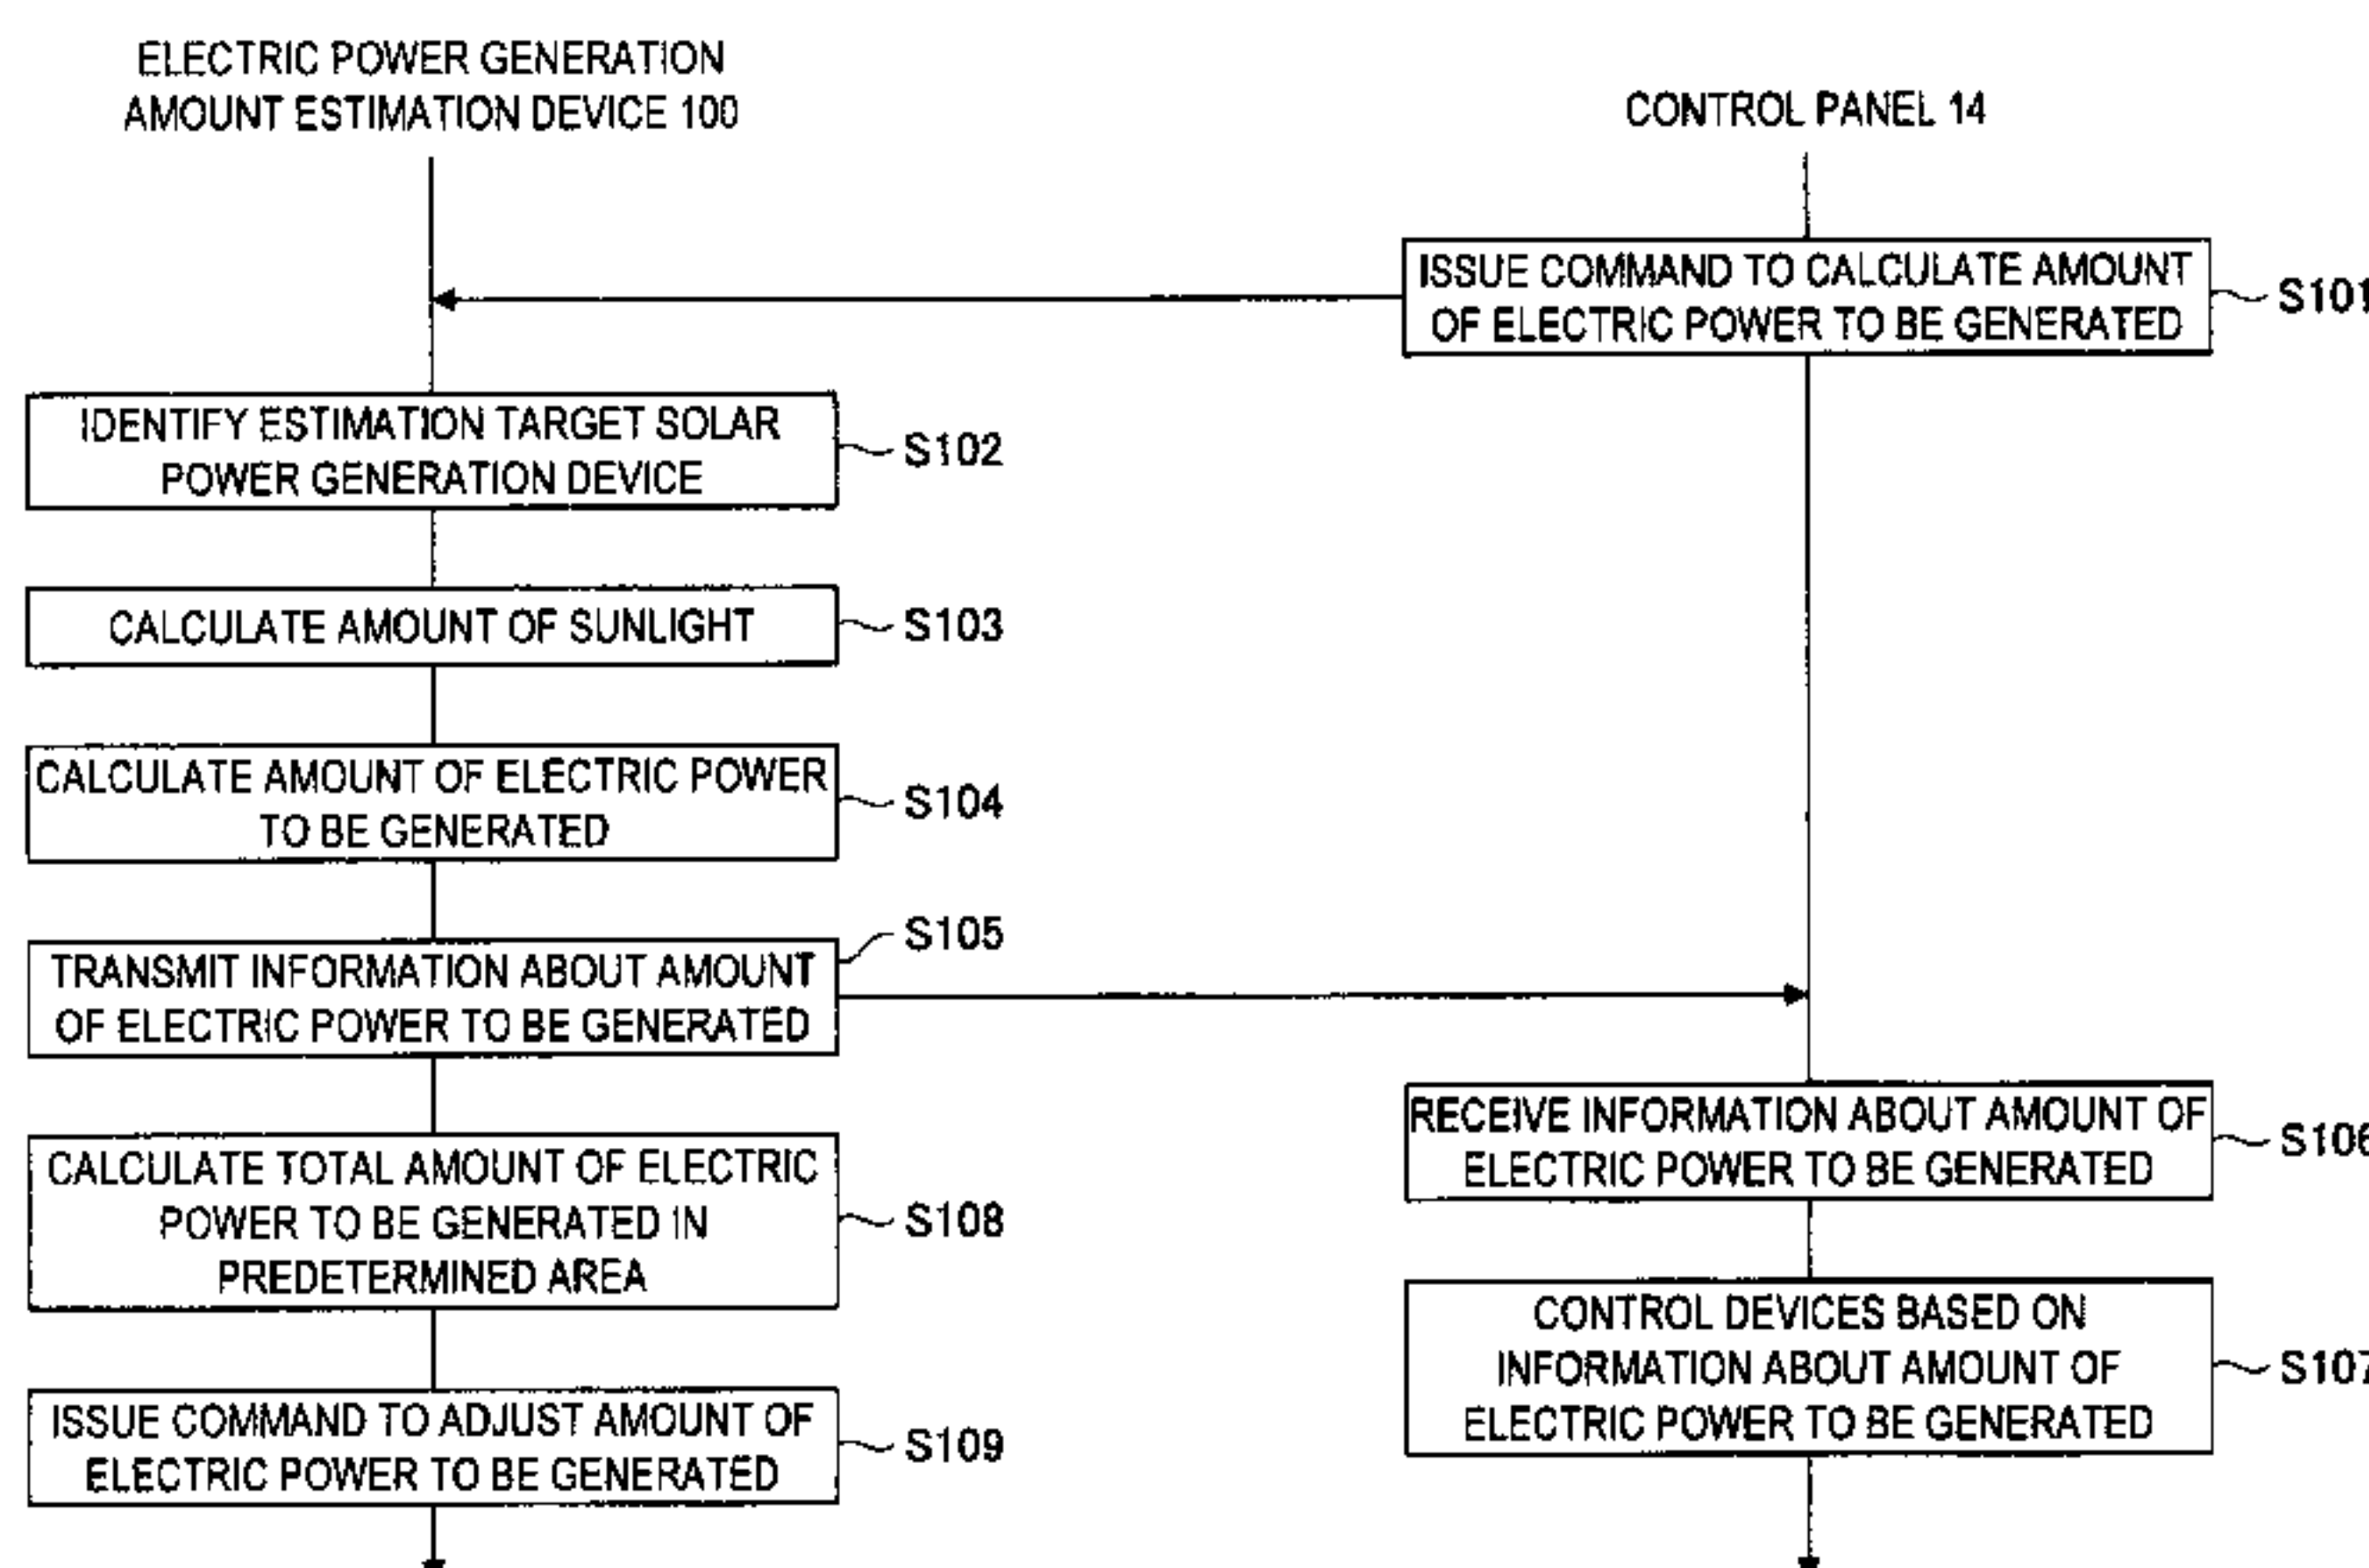 ELECTRIC POWER GENERATION
AMOUNT ESTIMATION DEVICE 100
CONTROL PANEL 14
ISSUE COMMAND TO CALCULATE AMOUNT
OF ELECTRIC POWER TO BE GENERATED
S101
IDENTIFY ESTIMATION TARGET SOLAR
POWER GENERATION DEVICE
S102
CALCULATE AMOUNT OF SUNLIGHT
S103
CALCULATE AMOUNT OF ELECTRIC POWER
TO BE GENERATED
S104
TRANSMIT INFORMATION ABOUT AMOUNT
OF ELECTRIC POWER TO BE GENERATED
S105
RECEIVE INFORMATION ABOUT AMOUNT OF
ELECTRIC POWER TO BE GENERATED
S106
CALCULATE TOTAL AMOUNT OF ELECTRIC
POWER TO BE GENERATED IN
PREDETERMINED AREA
S108
CONTROL DEVICES BASED ON
INFORMATION ABOUT AMOUNT OF
ELECTRIC POWER TO BE GENERATED
S107
ISSUE COMMAND TO ADJUST AMOUNT OF
ELECTRIC POWER TO BE GENERATED
S109